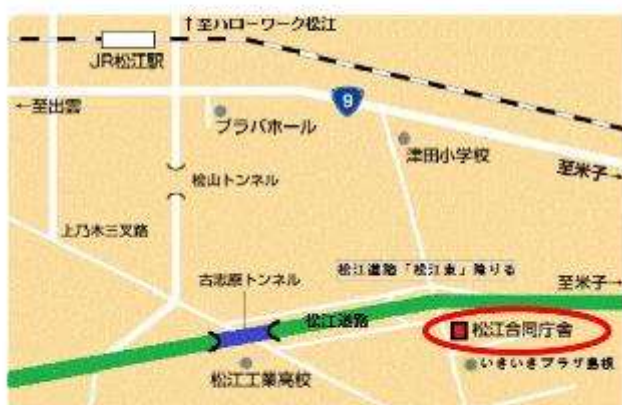 ↑至ハローワーク松江
JR松江駅
9
←至出雲
プラバホール
津田小学校
至米子→
松山トンネル
上乃木三叉路
松江道路「松江東」降りる
古志原トンネル
至米子→
松江道路
松江合同庁舎
いきいきプラザ島根
松江工業高校